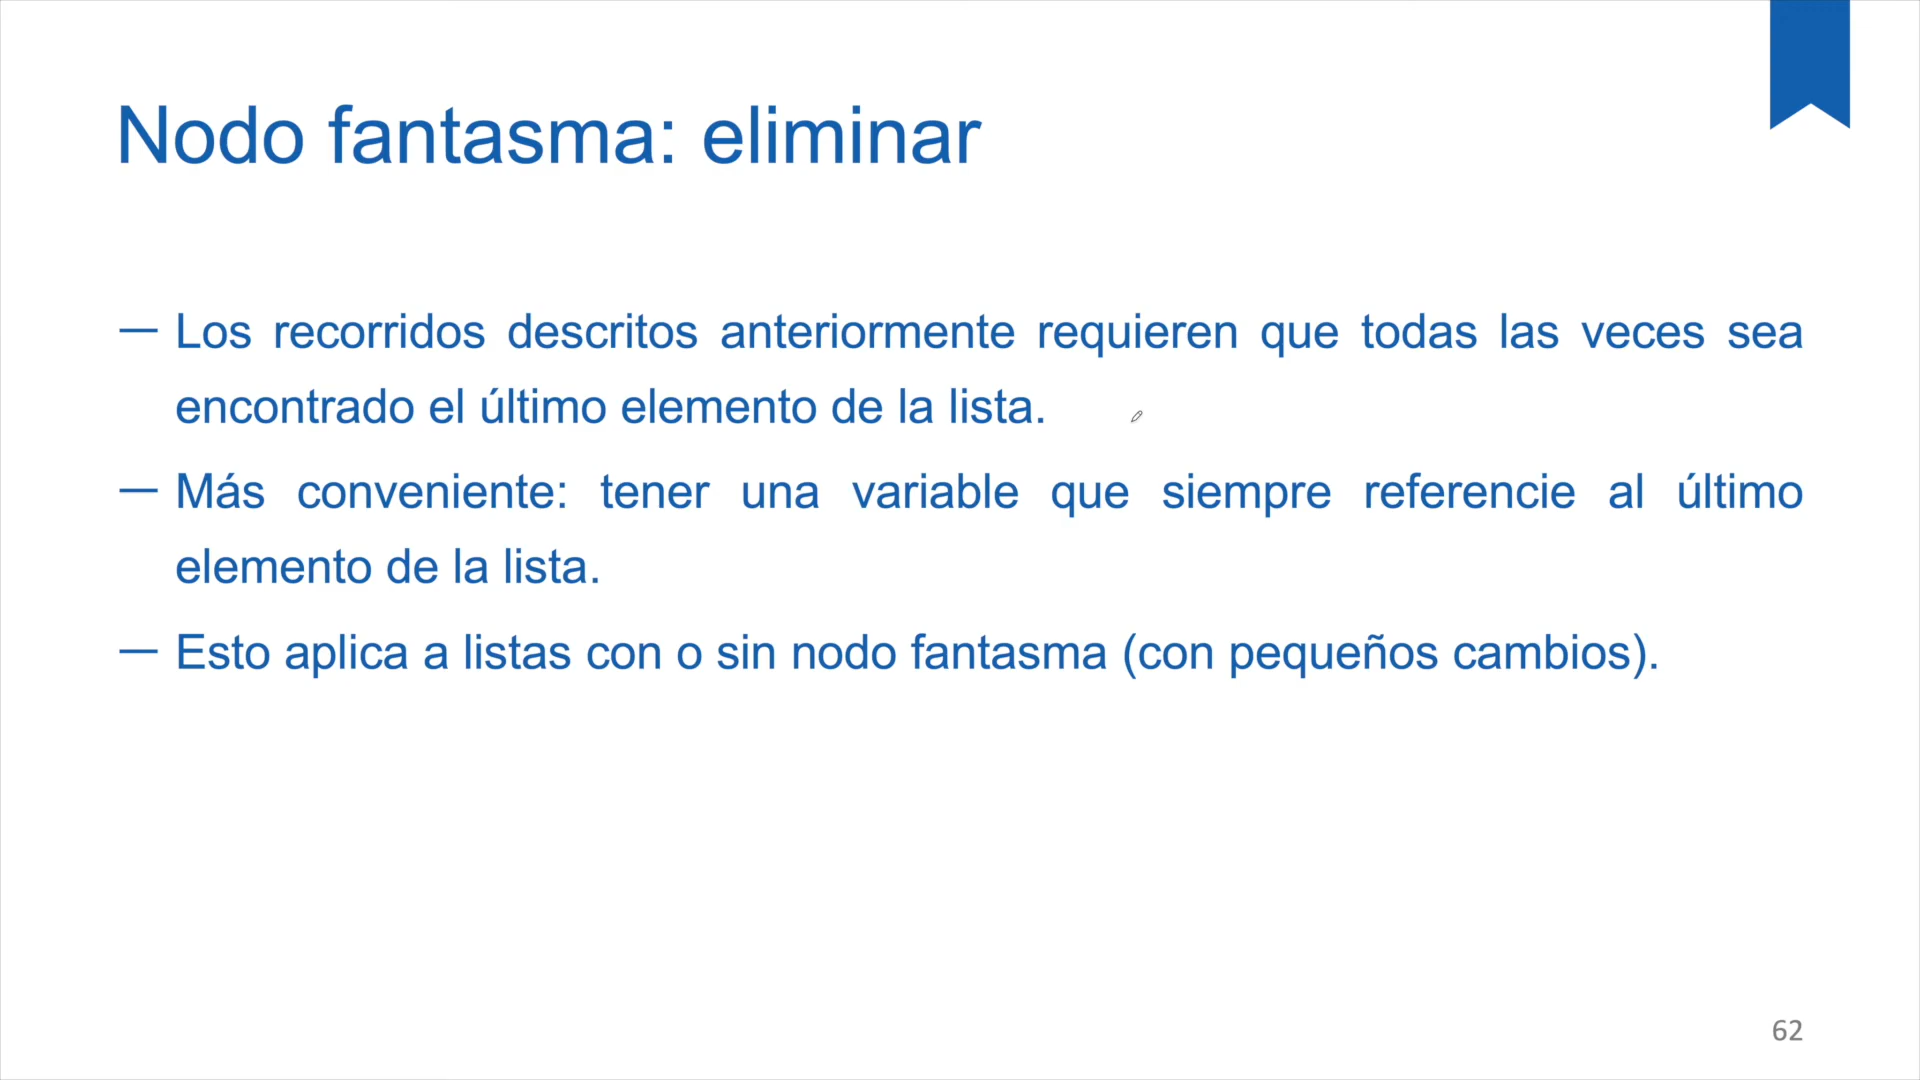 Nodo fantasma: eliminar
— Los recorridos descritos anteriormente requieren que todas las veces sea
encontrado el último elemento de la lista.
— Más conveniente: tener una variable que siempre referencie al último
elemento de la lista.
— Esto aplica a listas con o sin nodo fantasma (con pequeños cambios).
62